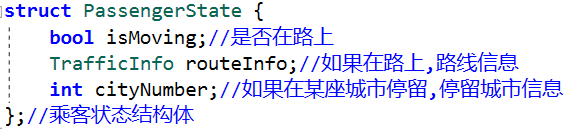 struct PassengerState {
bool isMoving;//是否在路上
TrafficInfo routeInfo;//如果在路上,路线信息
int cityNumber;//如果在某座城市停留,停留城市信息
};//乘客状态结构体